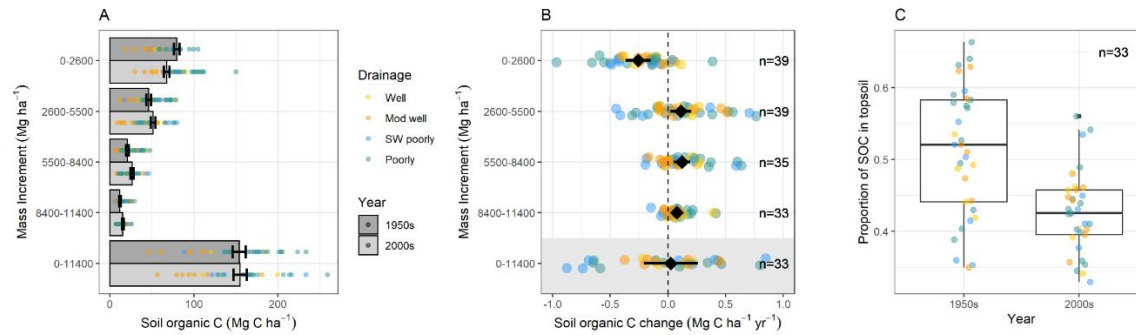 A
Mass Increment (Mg ha⁻¹)
0-2600
2600-5500
5500-8400
8400-11400
0-11400
0
100
200
Soil organic C (Mg C ha⁻¹)
Drainage
Well
Mod well
SW poorly
Poorly
Year
1950s
2000s
B
Mass Increment (Mg ha⁻¹)
0-2600
2600-5500
5500-8400
8400-11400
0-11400
n=39
n=39
n=35
n=33
n=33
-1.0
-0.5
0.0
0.5
1.0
Soil organic C change (Mg C ha⁻¹ yr⁻¹)
C
n=33
Proportion of SOC in topsoil
0.6
0.5
0.4
1950s
2000s
Year